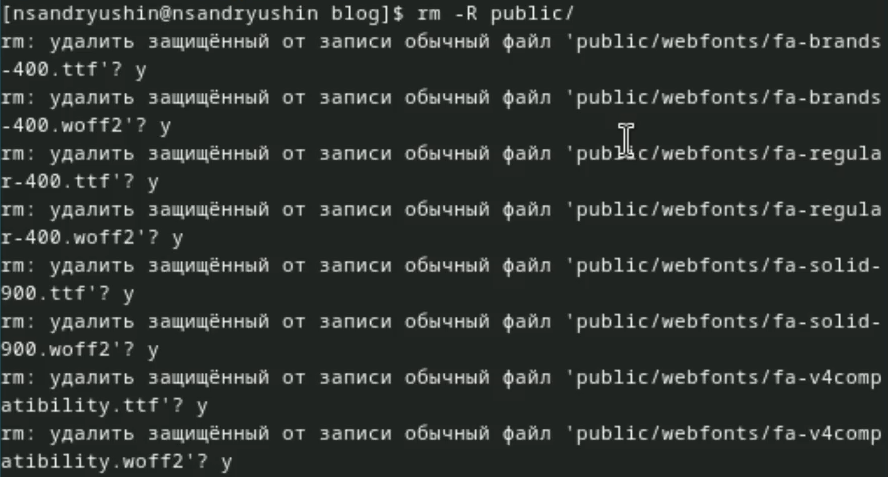 [nsandryushin@nsandryushin blog]$ rm -R public/
rm: удалить защищённый от записи обычный файл 'public/webfonts/fa-brands
-400.ttf'? y
rm: удалить защищённый от записи обычный файл 'public/webfonts/fa-brands
-400.woff2'? y
rm: удалить защищённый от записи обычный файл 'public/webfonts/fa-regula
r-400.ttf'? y
rm: удалить защищённый от записи обычный файл 'public/webfonts/fa-regula
r-400.woff2'? y
rm: удалить защищённый от записи обычный файл 'public/webfonts/fa-solid-
900.ttf'? y
rm: удалить защищённый от записи обычный файл 'public/webfonts/fa-solid-
900.woff2'? y
rm: удалить защищённый от записи обычный файл 'public/webfonts/fa-v4comp
atibility.ttf'? y
rm: удалить защищённый от записи обычный файл 'public/webfonts/fa-v4comp
atibility.woff2'? y